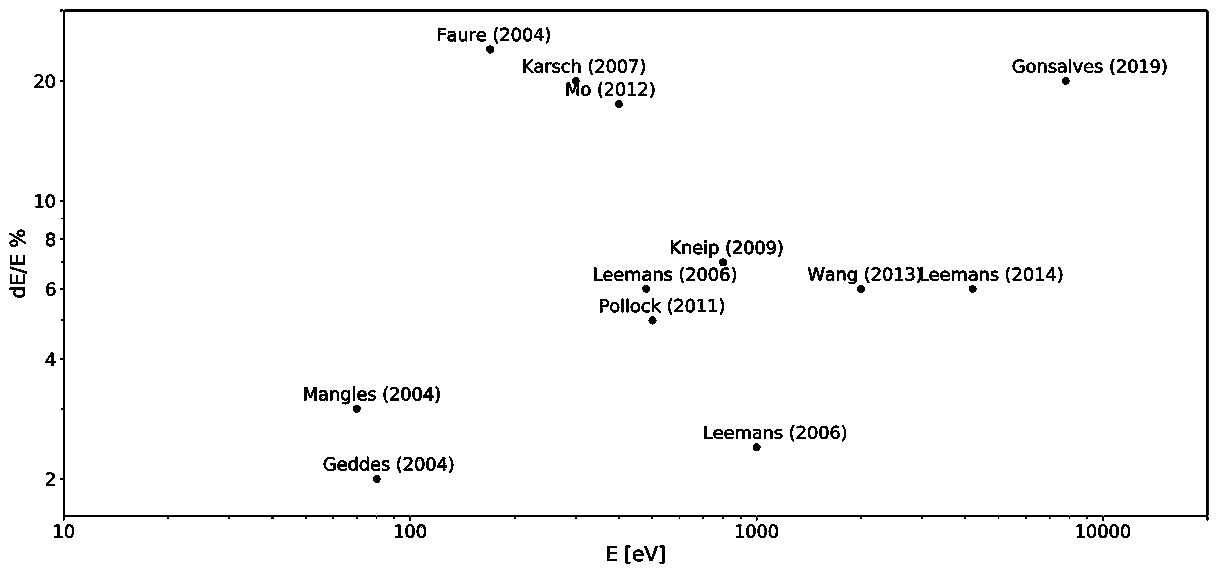 Faure (2004)
Karsch (2007)
Gonsalves (2019)
Mo (2012)
20
10
8
Kneip (2009)
Leemans (2006)
Wang (2013)
Leemans (2014)
6
Pollock (2011)
4
Mangles (2004)
Leemans (2006)
Geddes (2004)
2
dE/E %
10
100
1000
10000
E [eV]